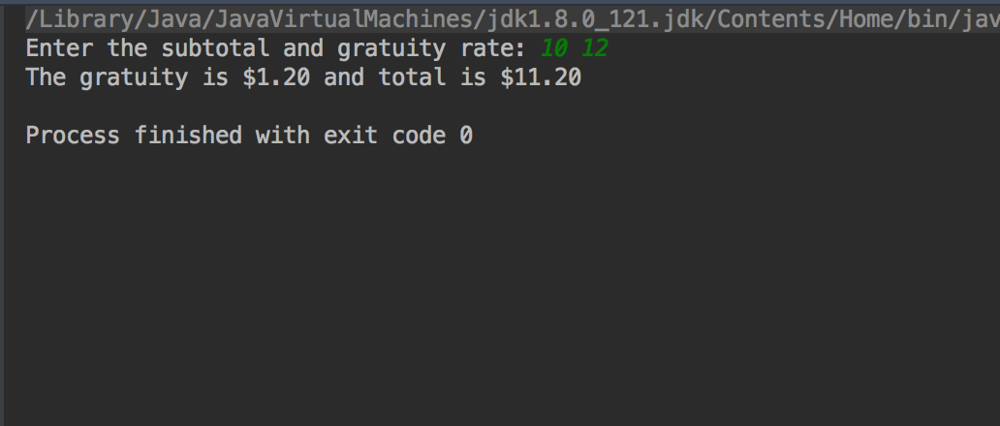 /Library/Java/JavaVirtualMachines/jdk1.8.0_121.jdk/Contents/Home/bin/jav
Enter the subtotal and gratuity rate: 10 12
The gratuity is $1.20 and total is $11.20
Process finished with exit code 0